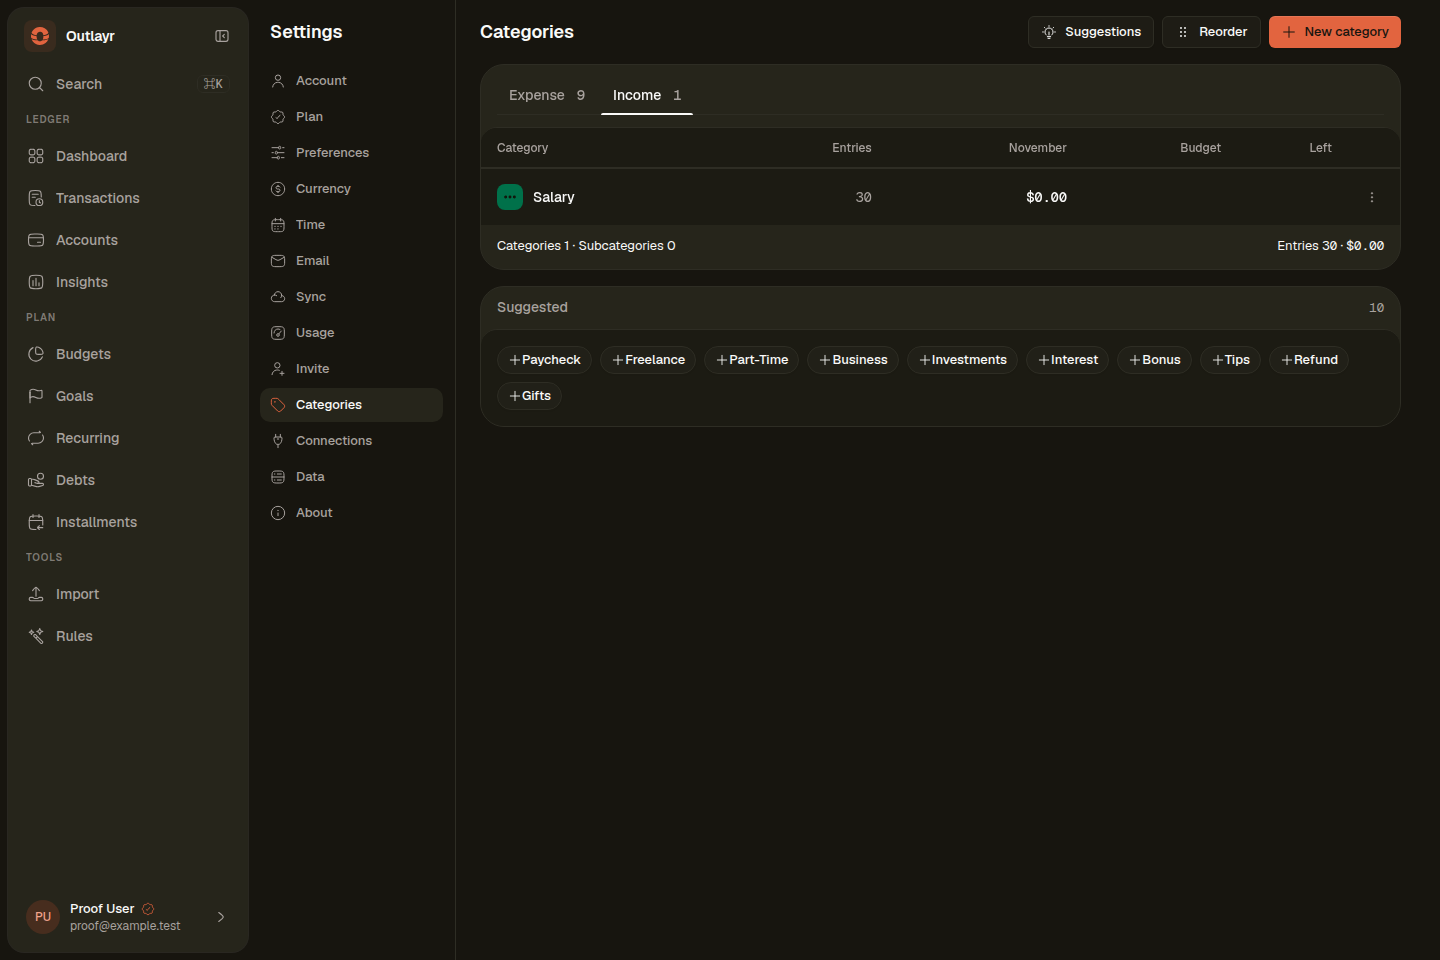 Outlayr
Search ⌘K
LEDGER
Dashboard
Transactions
Accounts
Insights
PLAN
Budgets
Goals
Recurring
Debts
Installments
TOOLS
Import
Rules
PU
Proof User
proof@example.test
Settings
Account
Plan
Preferences
Currency
Time
Email
Sync
Usage
Invite
Categories
Connections
Data
About
Categories
Suggestions Reorder New category
Expense 9 Income 1
Category Entries November Budget Left
Salary 30 $0.00
Categories 1 · Subcategories 0 Entries 30 · $0.00
Suggested 10
Paycheck Freelance Part-Time Business Investments Interest Bonus Tips Refund
Gifts